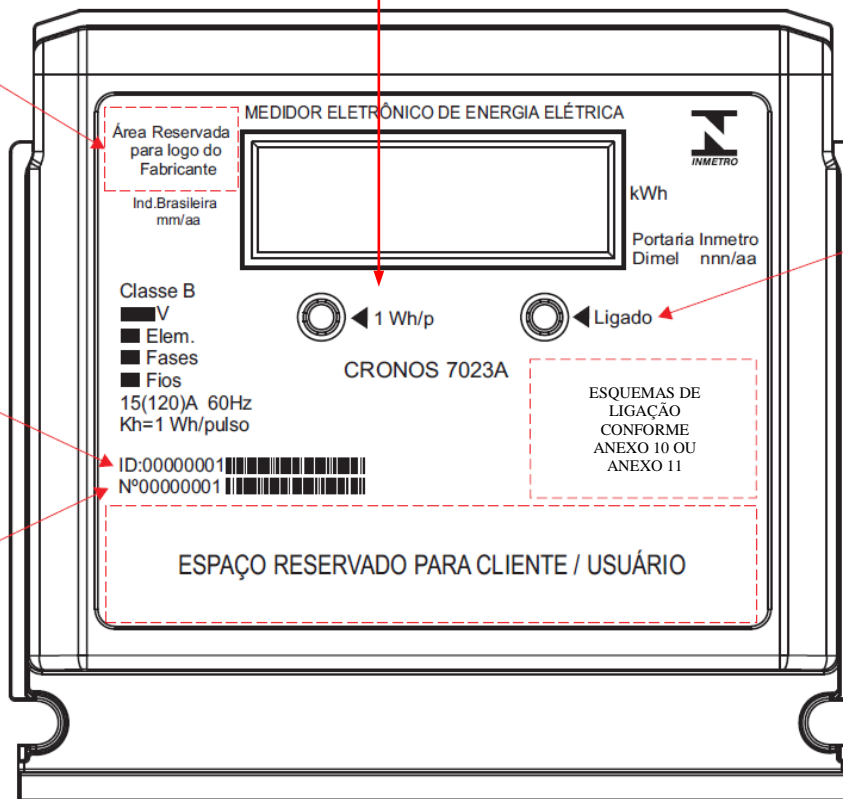 MEDIDOR ELETRÔNICO DE ENERGIA ELÉTRICA
Área Reservada
para logo do
Fabricante
INMETRO
Ind.Brasileira
mm/aa
kWh
Portaria Inmetro
Dimel nnn/aa
Classe B
V
Elem.
Fases
Fios
15(120)A 60Hz
Kh=1 Wh/pulso
1 Wh/p
Ligado
CRONOS 7023A
ESQUEMAS DE
LIGAÇÃO
CONFORME
ANEXO 10 OU
ANEXO 11
ID:00000001
Nº00000001
ESPAÇO RESERVADO PARA CLIENTE / USUÁRIO